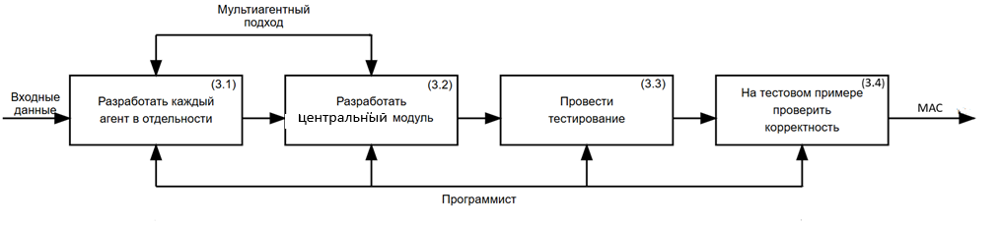 Мультиагентный
подход
Входные
данные
(3.1)
Разработать каждый
агент в отдельности
(3.2)
Разработать
центральный модуль
(3.3)
Провести
тестирование
(3.4)
На тестовом примере
проверить
корректность
МАС
Программист